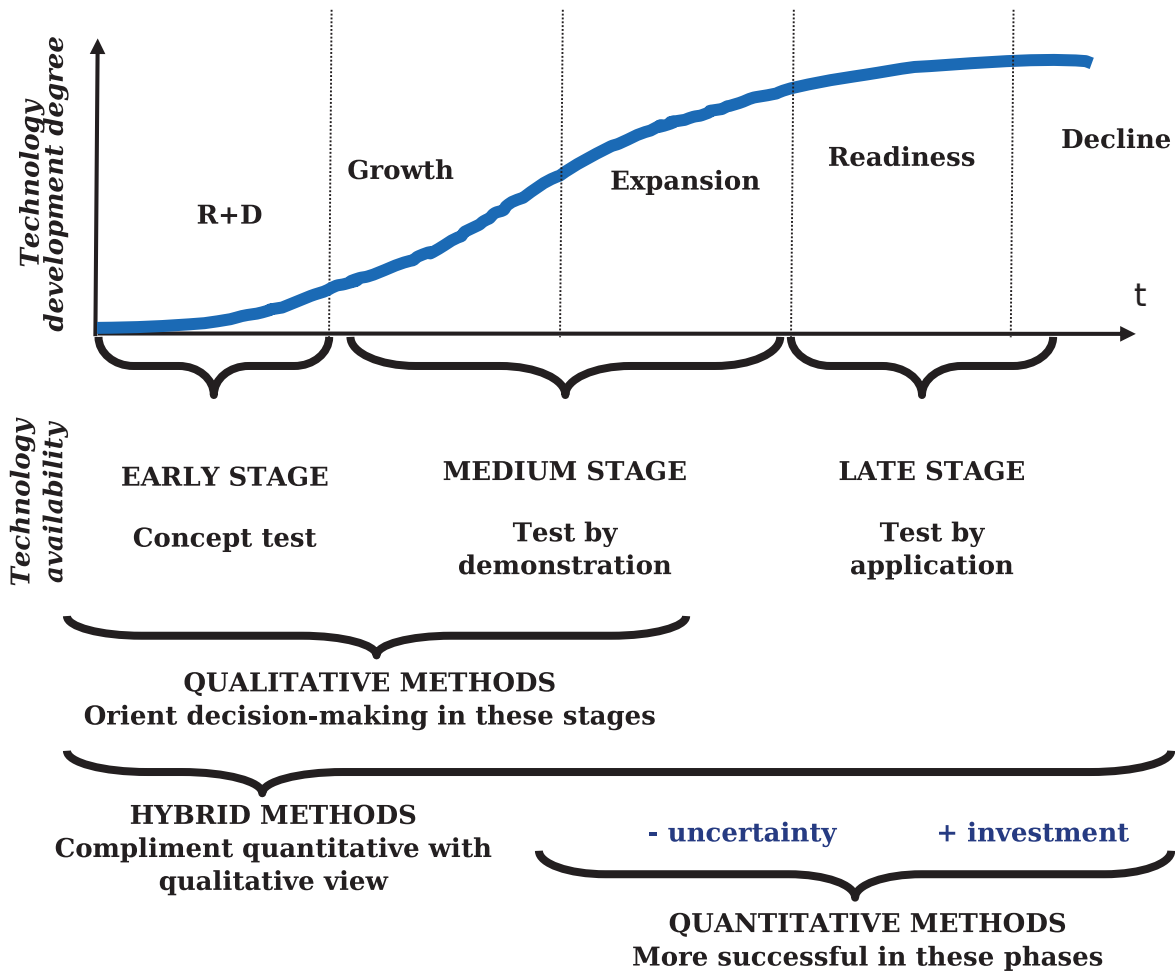 Technology
development degree
R+D
Growth
Expansion
Readiness
Decline
t
Technology
availability
EARLY STAGE
Concept test
MEDIUM STAGE
Test by
demonstration
LATE STAGE
Test by
application
QUALITATIVE METHODS
Orient decision-making in these stages
HYBRID METHODS
Compliment quantitative with
qualitative view
- uncertainty
+ investment
QUANTITATIVE METHODS
More successful in these phases